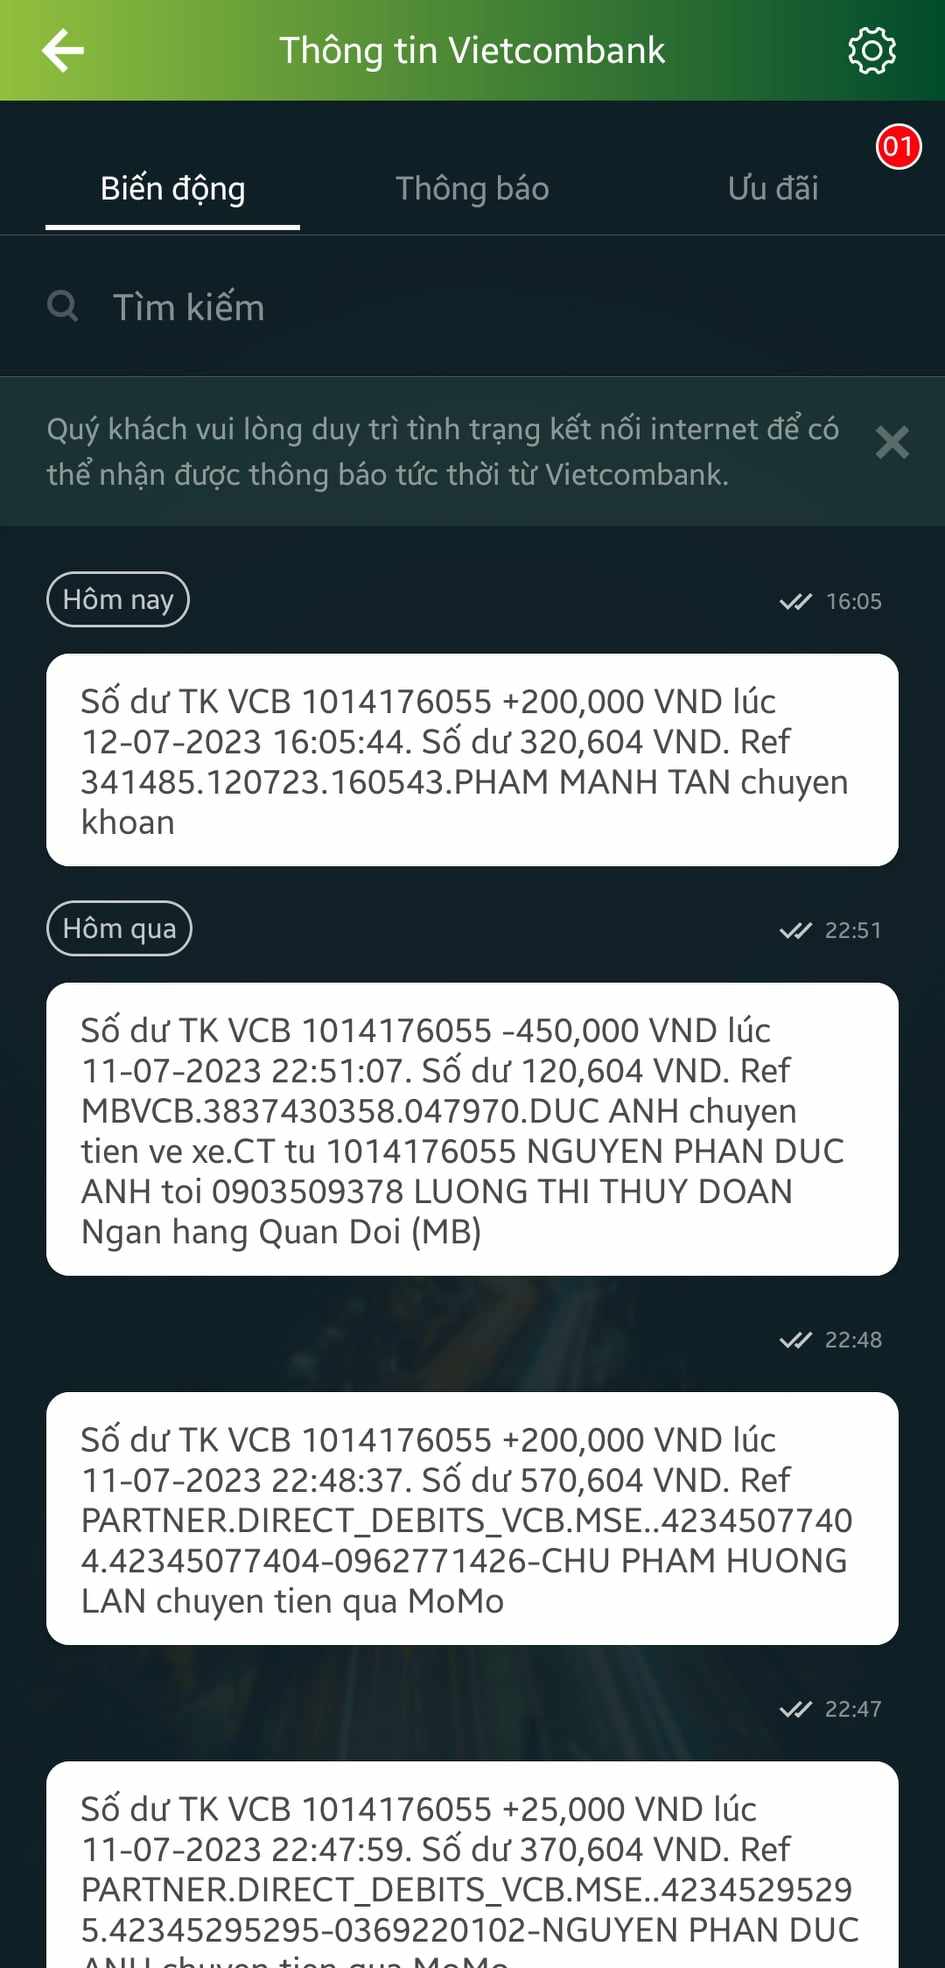 Thông tin Vietcombank
01
Biến động
Thông báo
Ưu đãi
Tìm kiếm
Quý khách vui lòng duy trì tình trạng kết nối internet để có
thể nhận được thông báo tức thời từ Vietcombank.
Hôm nay
16:05
Số dư TK VCB 1014176055 +200,000 VND lúc
12-07-2023 16:05:44. Số dư 320,604 VND. Ref
341485.120723.160543.PHAM MANH TAN chuyen
khoan
Hôm qua
22:51
Số dư TK VCB 1014176055 -450,000 VND lúc
11-07-2023 22:51:07. Số dư 120,604 VND. Ref
MBVCB.3837430358.047970.DUC ANH chuyen
tien ve xe.CT tu 1014176055 NGUYEN PHAN DUC
ANH toi 0903509378 LUONG THI THUY DOAN
Ngan hang Quan Doi (MB)
22:48
Số dư TK VCB 1014176055 +200,000 VND lúc
11-07-2023 22:48:37. Số dư 570,604 VND. Ref
PARTNER.DIRECT_DEBITS_VCB.MSE..4234507740
4.42345077404-0962771426-CHU PHAM HUONG
LAN chuyen tien qua MoMo
22:47
Số dư TK VCB 1014176055 +25,000 VND lúc
11-07-2023 22:47:59. Số dư 370,604 VND. Ref
PARTNER.DIRECT_DEBITS_VCB.MSE..4234529529
5.42345295295-0369220102-NGUYEN PHAN DUC
ANH chuyen tien qua MoMo